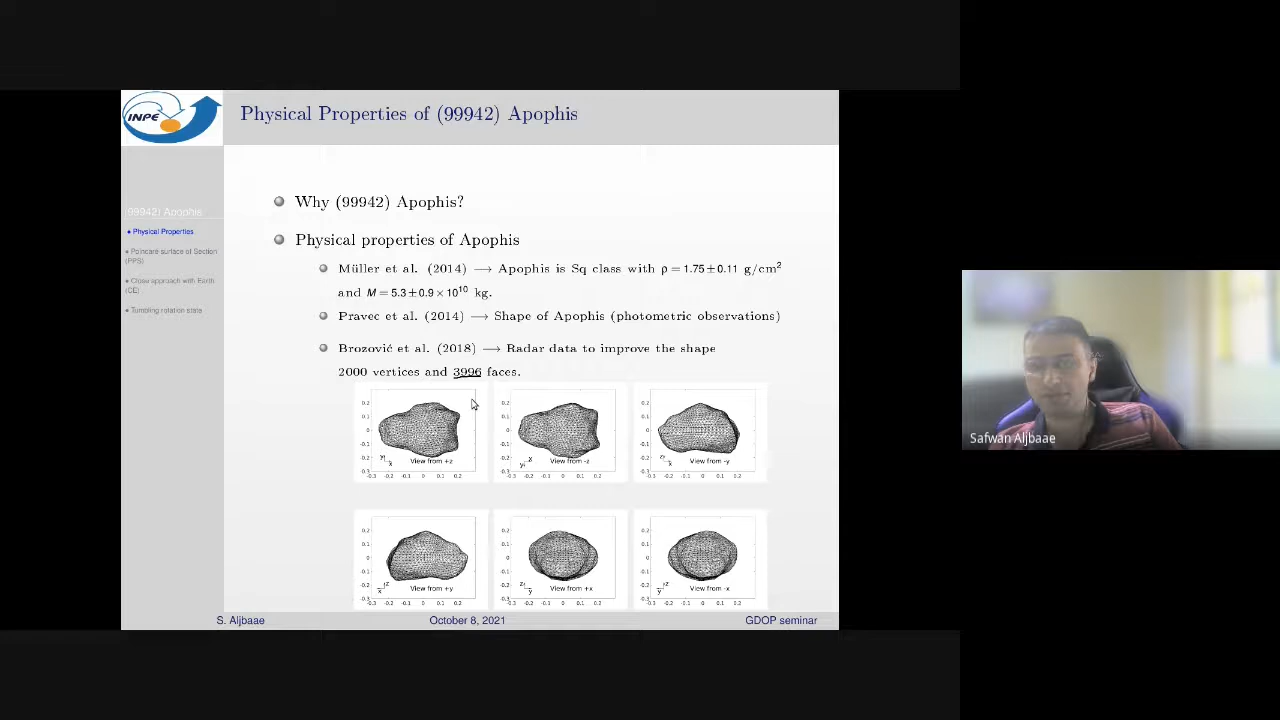 INPE
Physical Properties of (99942) Apophis
(99942) Apophis
• Physical Properties
• Poincaré surface of Section
(PPS)
• Close approach with Earth
(CE)
• Tumbling rotation state
Why (99942) Apophis?
Physical properties of Apophis
Müller et al. (2014) → Apophis is Sq class with ρ = 1.75±0.11 g/cm²
and M = 5.3±0.9×10¹⁰ kg.
Pravec et al. (2014) → Shape of Apophis (photometric observations)
Brozović et al. (2018) → Radar data to improve the shape
2000 vertices and 3996 faces.
View from +z
View from -z
View from -y
View from +y
View from +x
View from -x
Safwan Aljbaae
S. Aljbaae October 8, 2021 GDOP seminar